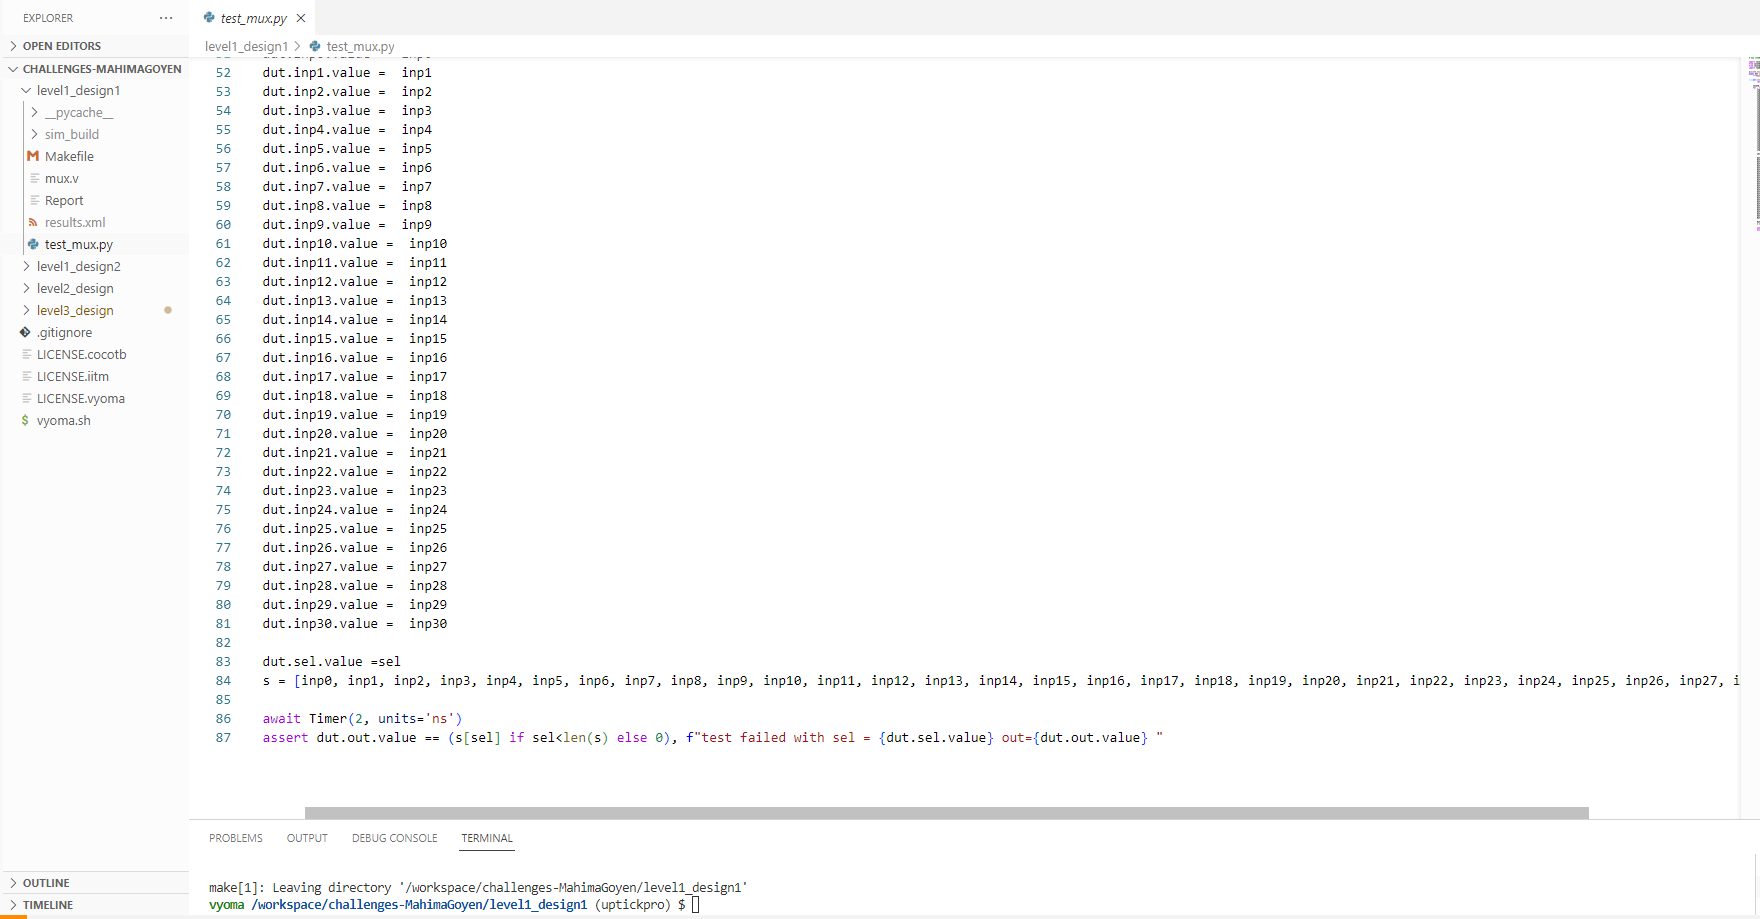 EXPLORER ···
OPEN EDITORS
CHALLENGES-MAHIMAGOYEN
level1_design1
__pycache__
sim_build
Makefile
mux.v
Report
results.xml
test_mux.py
level1_design2
level2_design
level3_design
.gitignore
LICENSE.cocotb
LICENSE.iitm
LICENSE.vyoma
$ vyoma.sh
OUTLINE
TIMELINE
test_mux.py
level1_design1 > test_mux.py
52 dut.inp1.value =  inp1
53 dut.inp2.value =  inp2
54 dut.inp3.value =  inp3
55 dut.inp4.value =  inp4
56 dut.inp5.value =  inp5
57 dut.inp6.value =  inp6
58 dut.inp7.value =  inp7
59 dut.inp8.value =  inp8
60 dut.inp9.value =  inp9
61 dut.inp10.value =  inp10
62 dut.inp11.value =  inp11
63 dut.inp12.value =  inp12
64 dut.inp13.value =  inp13
65 dut.inp14.value =  inp14
66 dut.inp15.value =  inp15
67 dut.inp16.value =  inp16
68 dut.inp17.value =  inp17
69 dut.inp18.value =  inp18
70 dut.inp19.value =  inp19
71 dut.inp20.value =  inp20
72 dut.inp21.value =  inp21
73 dut.inp22.value =  inp22
74 dut.inp23.value =  inp23
75 dut.inp24.value =  inp24
76 dut.inp25.value =  inp25
77 dut.inp26.value =  inp26
78 dut.inp27.value =  inp27
79 dut.inp28.value =  inp28
80 dut.inp29.value =  inp29
81 dut.inp30.value =  inp30
82
83 dut.sel.value =sel
84 s = [inp0, inp1, inp2, inp3, inp4, inp5, inp6, inp7, inp8, inp9, inp10, inp11, inp12, inp13, inp14, inp15, inp16, inp17, inp18, inp19, inp20, inp21, inp22, inp23, inp24, inp25, inp26, inp27, i
85
86 await Timer(2, units='ns')
87 assert dut.out.value == (s[sel] if sel<len(s) else 0), f"test failed with sel = {dut.sel.value} out={dut.out.value} "
PROBLEMS OUTPUT DEBUG CONSOLE TERMINAL
make[1]: Leaving directory '/workspace/challenges-MahimaGoyen/level1_design1'
vyoma /workspace/challenges-MahimaGoyen/level1_design1 (uptickpro) $